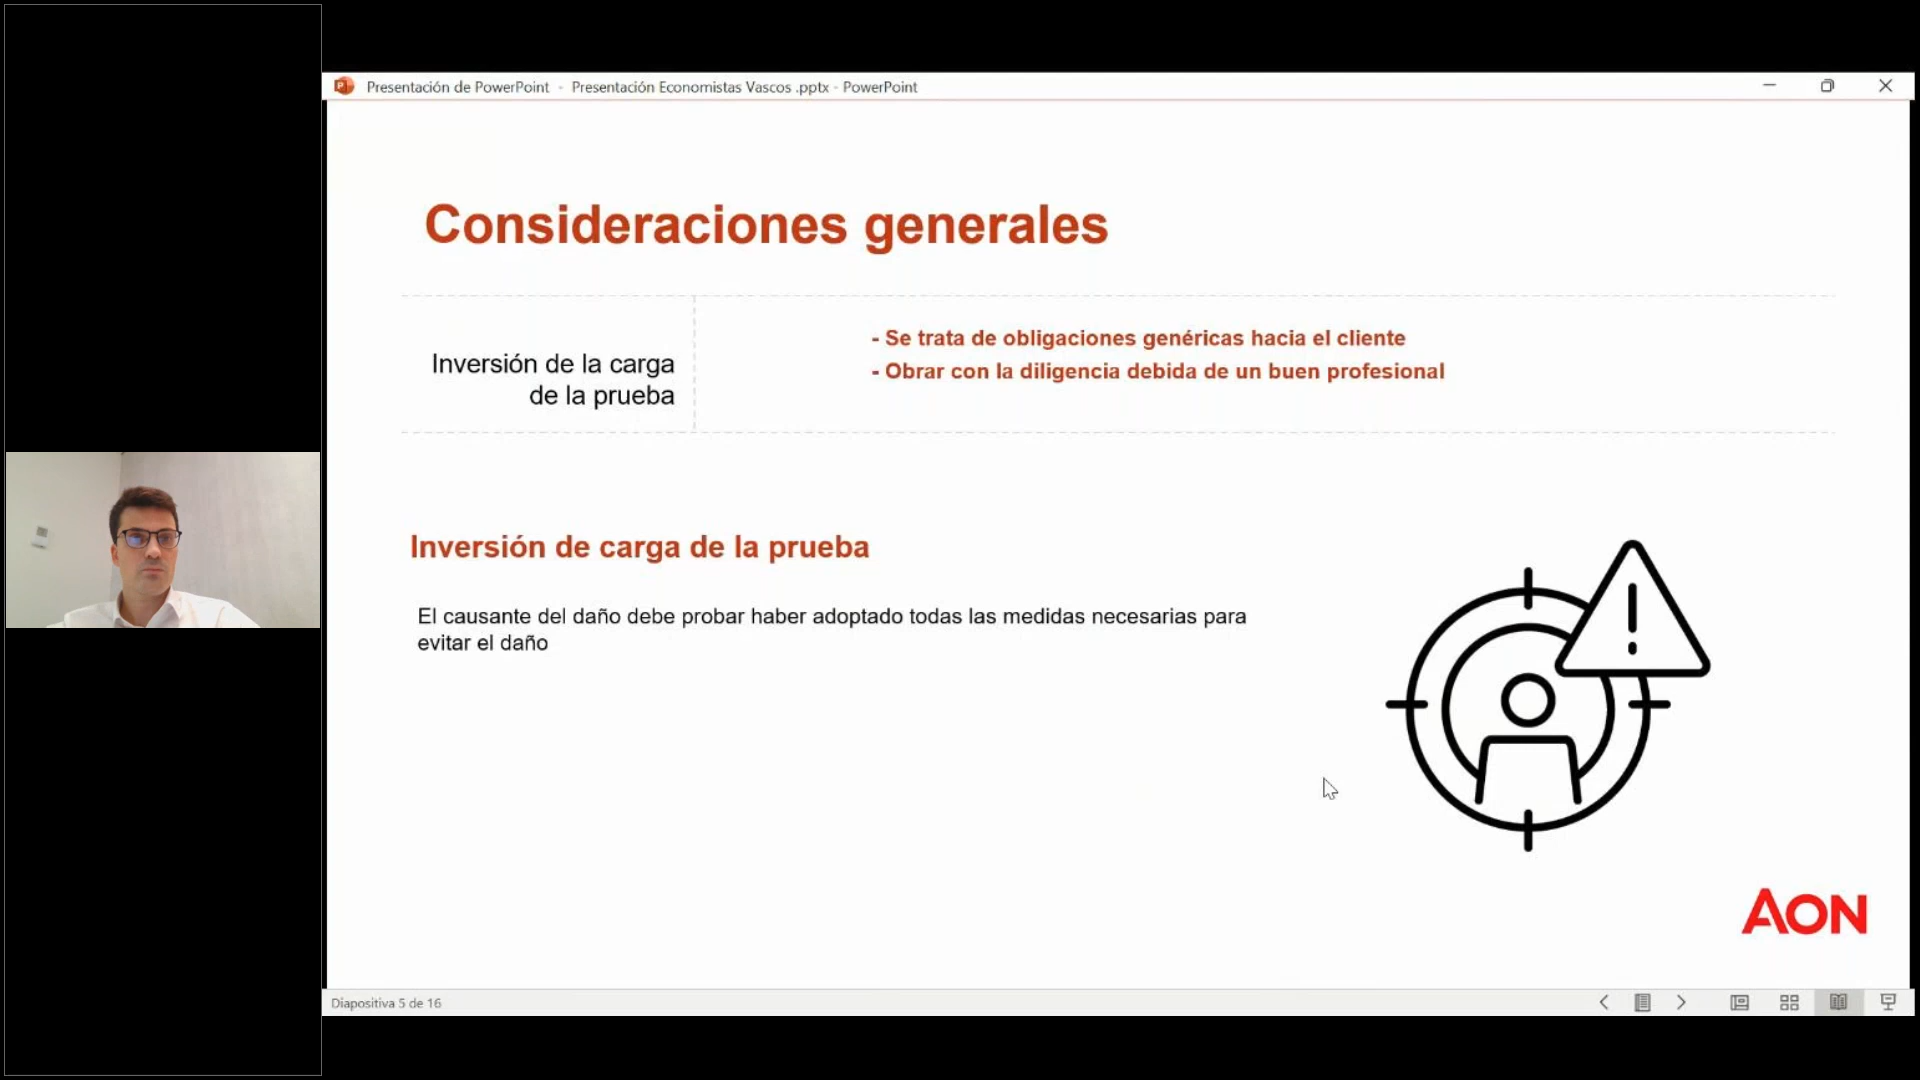 Presentación de PowerPoint - Presentación Economistas Vascos .pptx - PowerPoint
Consideraciones generales
Inversión de la carga
de la prueba
- Se trata de obligaciones genéricas hacia el cliente
- Obrar con la diligencia debida de un buen profesional
Inversión de carga de la prueba
El causante del daño debe probar haber adoptado todas las medidas necesarias para
evitar el daño
AON
Diapositiva 5 de 16